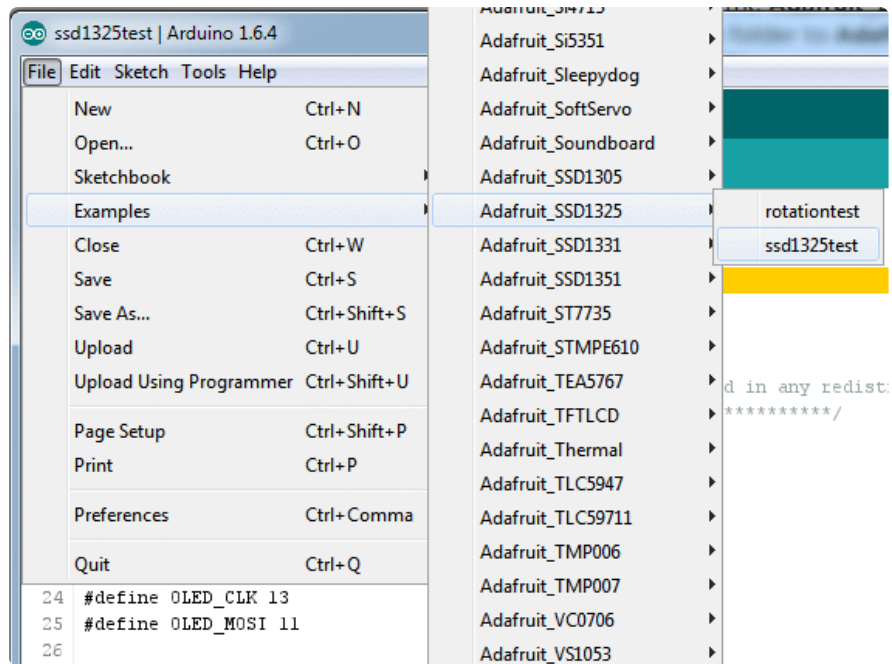 ssd1325test | Arduino 1.6.4
File Edit Sketch Tools Help
New Ctrl+N
Open... Ctrl+O
Sketchbook
Examples
Close Ctrl+W
Save Ctrl+S
Save As... Ctrl+Shift+S
Upload Ctrl+U
Upload Using Programmer Ctrl+Shift+U
Page Setup Ctrl+Shift+P
Print Ctrl+P
Preferences Ctrl+Comma
Quit Ctrl+Q
24 #define OLED_CLK 13
25 #define OLED_MOSI 11
26
Adafruit_Si4713
Adafruit_Si5351
Adafruit_Sleepydog
Adafruit_SoftServo
Adafruit_Soundboard
Adafruit_SSD1305
Adafruit_SSD1325
Adafruit_SSD1331
Adafruit_SSD1351
Adafruit_ST7735
Adafruit_STMPE610
Adafruit_TEA5767
Adafruit_TFTLCD
Adafruit_Thermal
Adafruit_TLC5947
Adafruit_TLC59711
Adafruit_TMP006
Adafruit_TMP007
Adafruit_VC0706
Adafruit_VS1053
rotationtest
ssd1325test
d in any redist
**********/